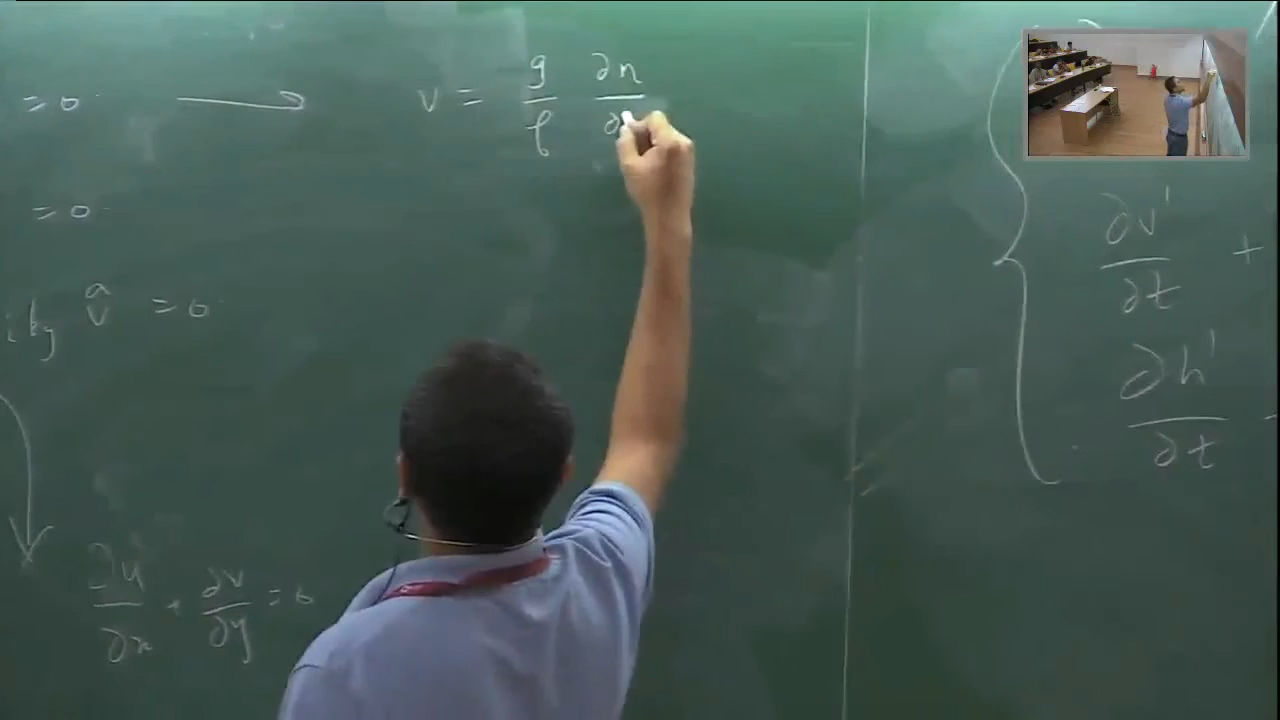 = 0 → v = g/f ∂η/∂
= 0
v̂ = 0
∂u/∂x + ∂v/∂y = 0
{ ∂v'/∂t +
∂h'/∂t